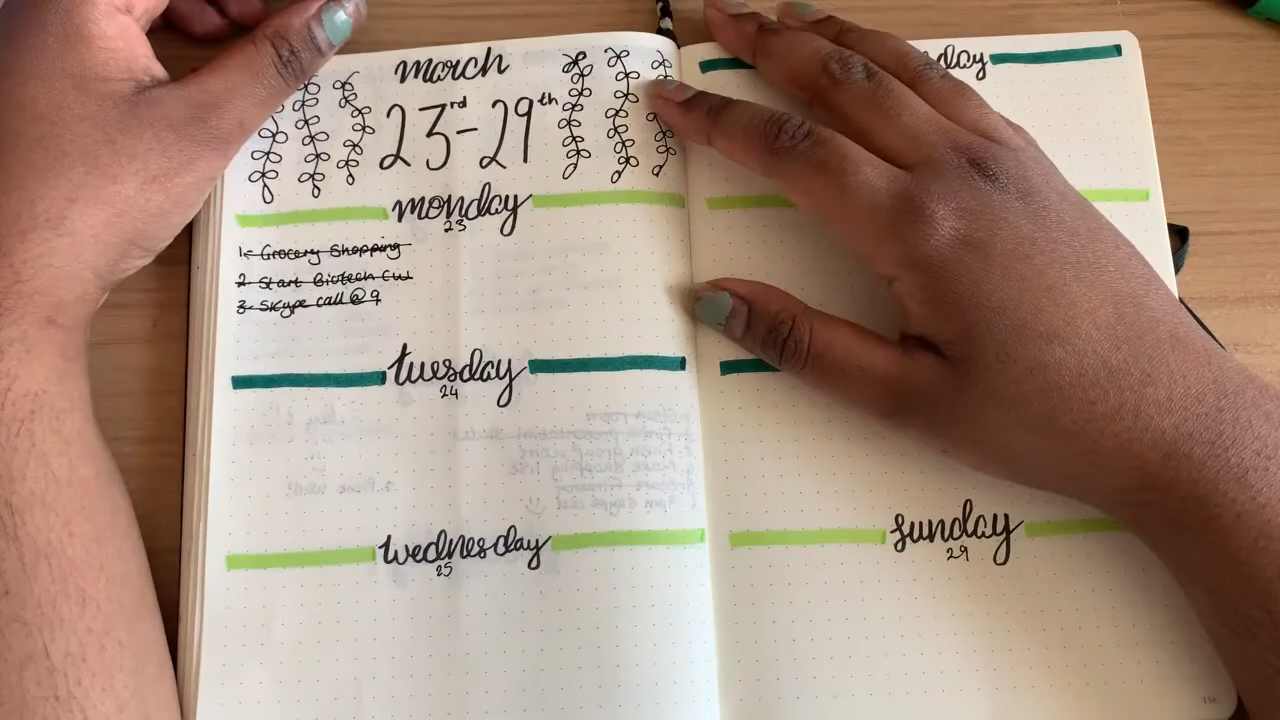 march
23rd-29th
monday
23
1. Grocery Shopping
2. Start Biotech CW
3. Skype call @ 9
tuesday
24
wednesday
25
day
sunday
29